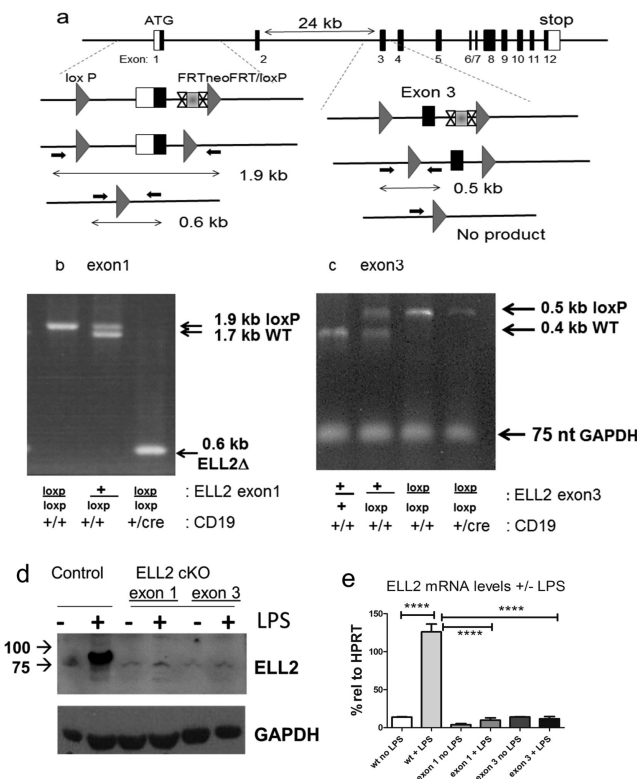 a
ATG
24 kb
stop
Exon: 1
2
3 4 5 6/7 8 9 10 11 12
lox P
FRTneoFRT/loxP
1.9 kb
0.6 kb
Exon 3
0.5 kb
No product
b exon1
1.9 kb loxP
1.7 kb WT
0.6 kb
ELL2Δ
loxp loxp
+ loxp
loxp loxp
: ELL2 exon1
+/+ +/+ +/cre : CD19
c exon3
0.5 kb loxP
0.4 kb WT
75 nt GAPDH
+ +
+ loxp
loxp loxp
loxp loxp
: ELL2 exon3
+/+ +/+ +/+ +/cre : CD19
d
Control ELL2 cKO
exon 1 exon 3
- + - + - + LPS
100
75
ELL2
GAPDH
e
ELL2 mRNA levels +/- LPS
****
****
****
% rel to HPRT
150
100
50
0
wt no LPS
wt + LPS
exon 1 no LPS
exon 1 + LPS
exon 3 no LPS
exon 3 + LPS